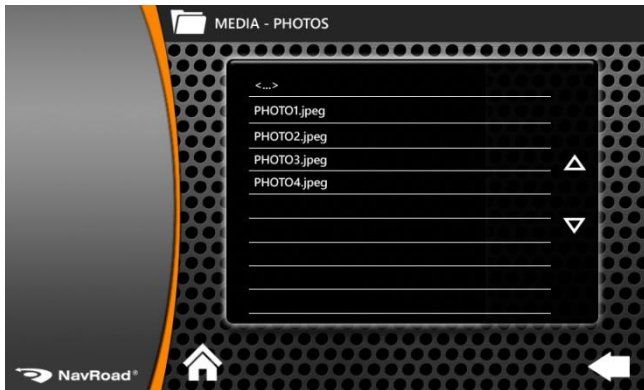 MEDIA - PHOTOS
<...>
PHOTO1.jpeg
PHOTO2.jpeg
PHOTO3.jpeg
PHOTO4.jpeg
NavRoad®